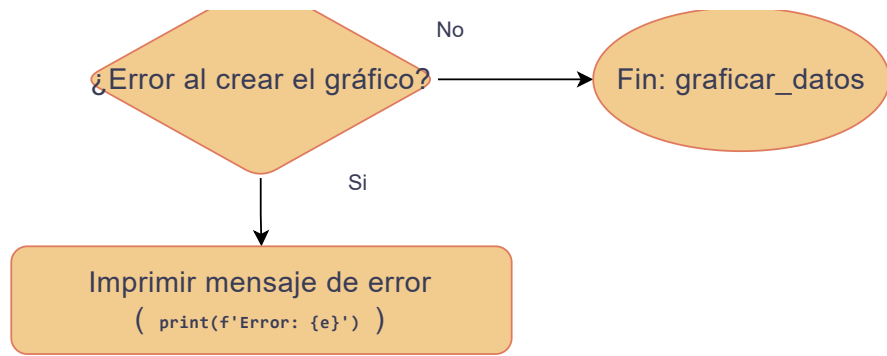 No
¿Error al crear el gráfico?
Fin: graficar_datos
Si
Imprimir mensaje de error
( print(f'Error: {e}') )